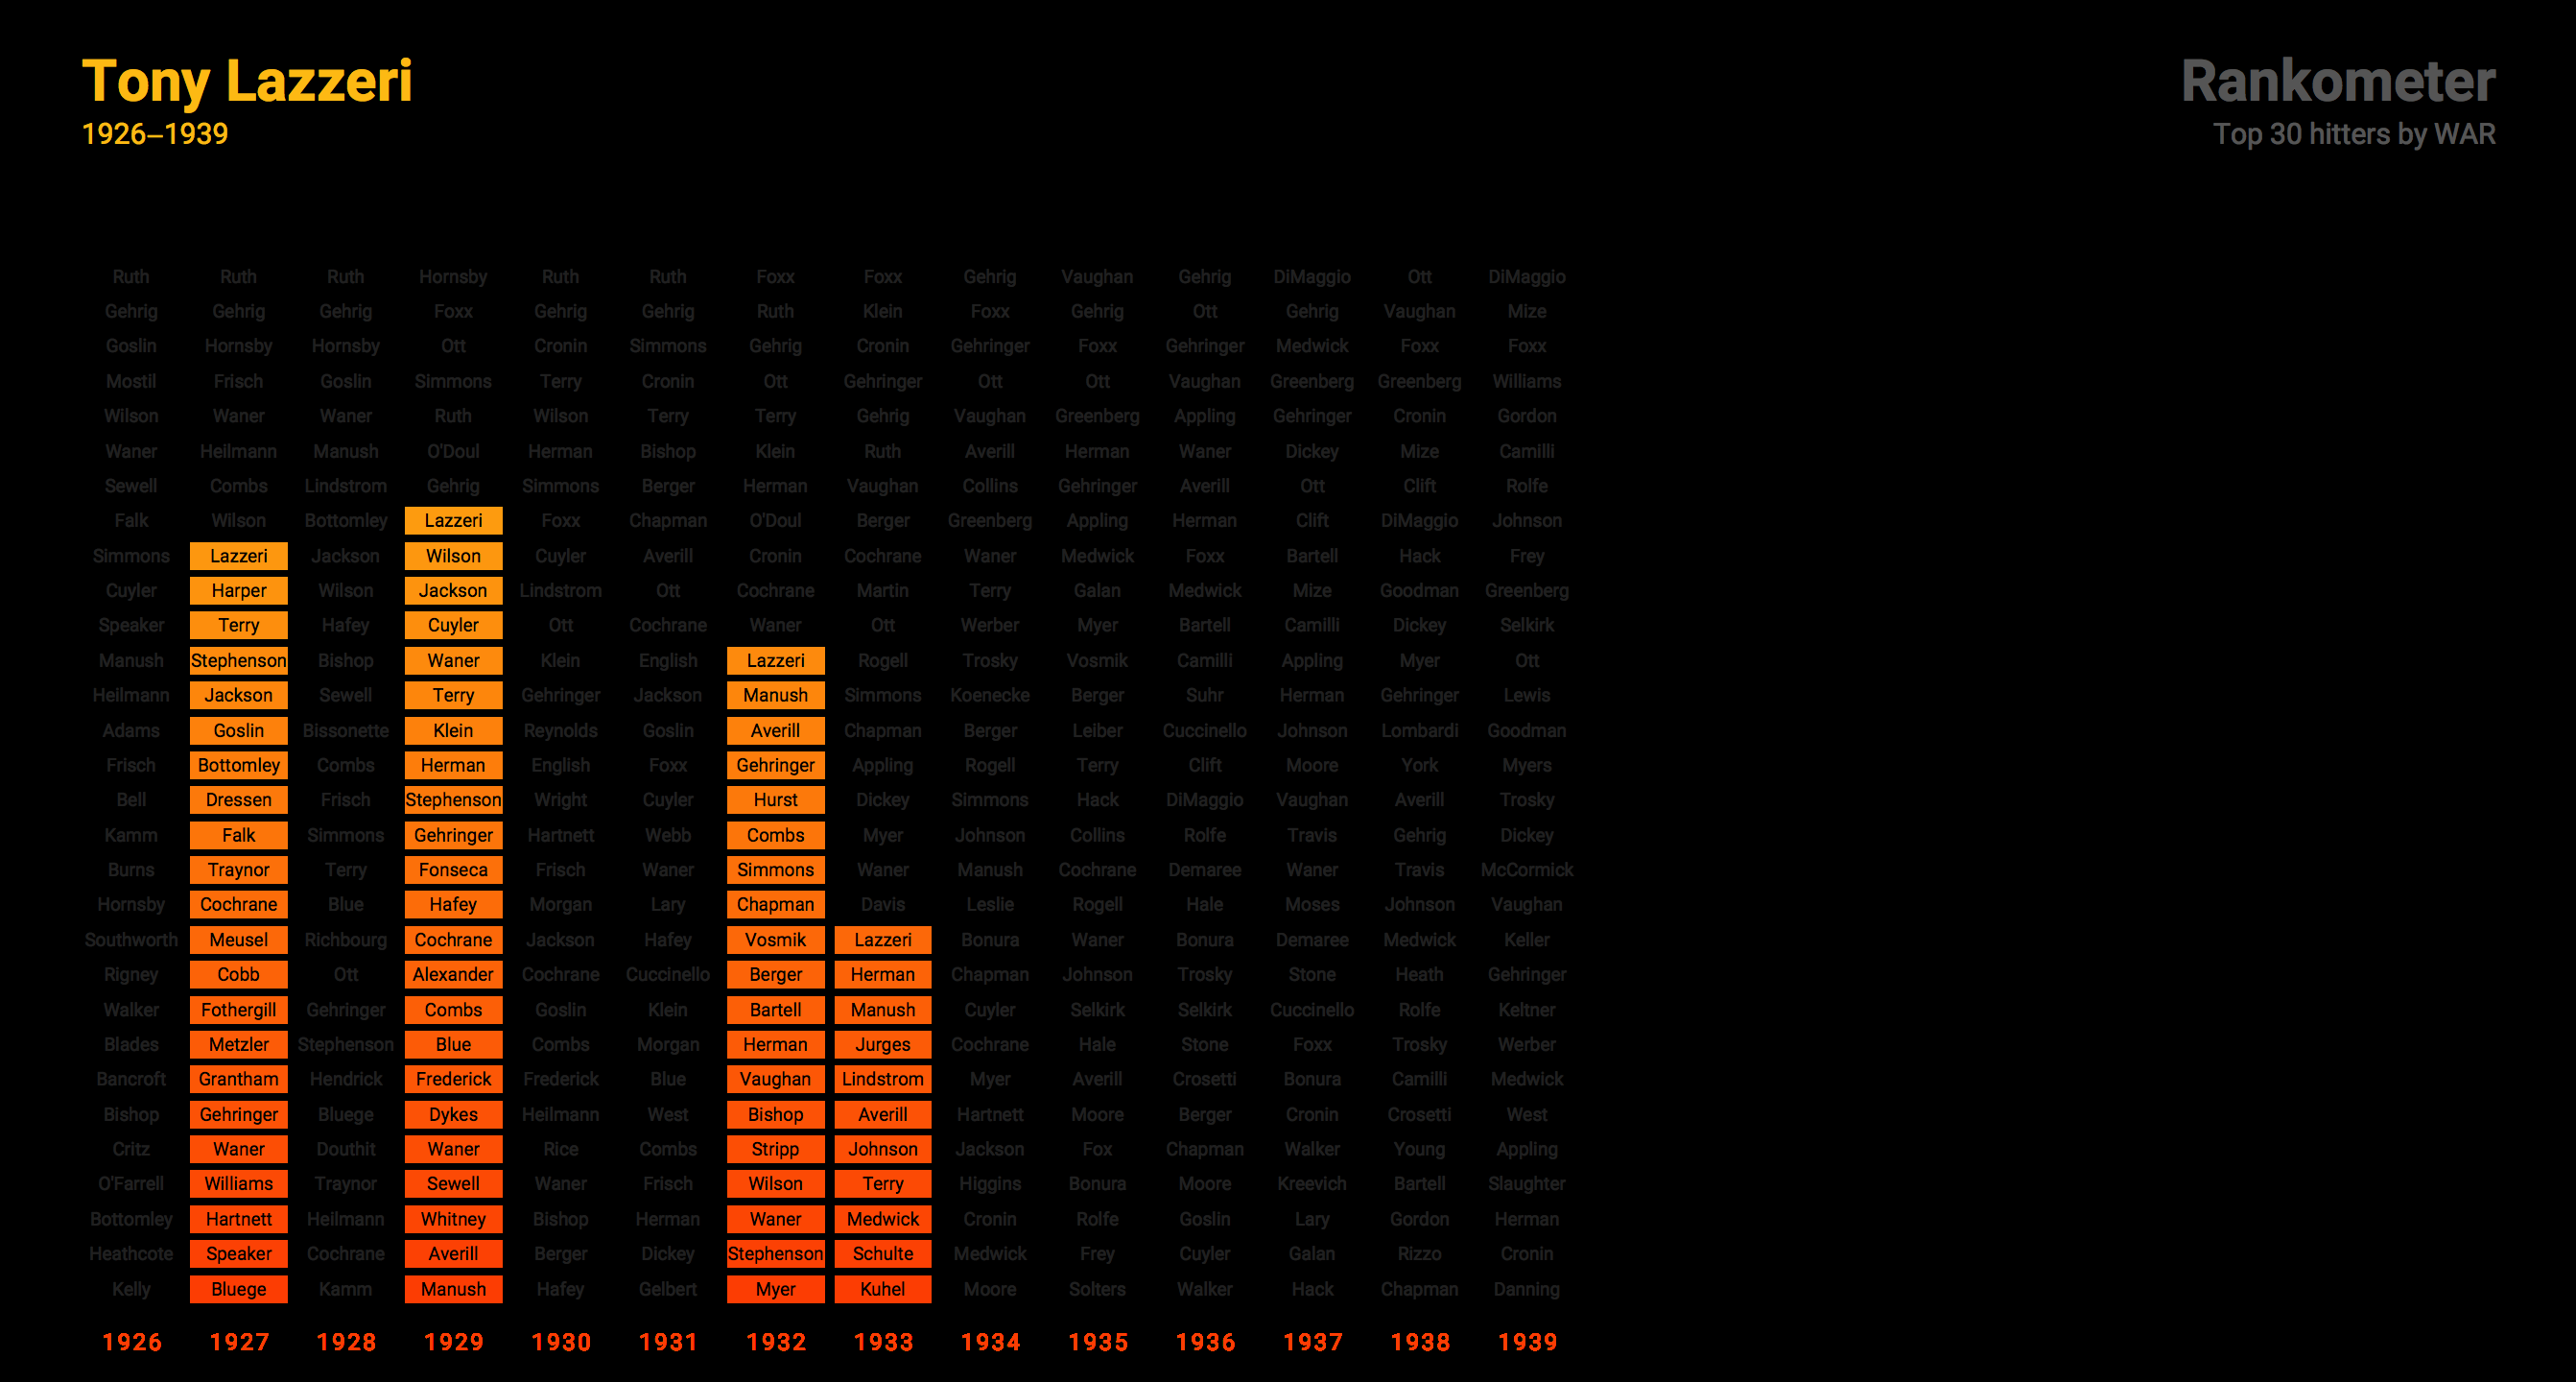 Tony Lazzeri
1926–1939
Rankometer
Top 30 hitters by WAR
Ruth Ruth Ruth Hornsby Ruth Ruth Foxx Foxx Gehrig Vaughan Gehrig DiMaggio Ott DiMaggio
Gehrig Gehrig Gehrig Foxx Gehrig Gehrig Ruth Klein Foxx Gehrig Ott Gehrig Vaughan Mize
Goslin Hornsby Hornsby Ott Cronin Simmons Gehrig Cronin Gehringer Foxx Gehringer Medwick Foxx Foxx
Mostil Frisch Goslin Simmons Terry Cronin Ott Gehringer Ott Ott Vaughan Greenberg Greenberg Williams
Wilson Waner Waner Ruth Wilson Terry Terry Gehrig Vaughan Greenberg Appling Gehringer Cronin Gordon
Waner Heilmann Manush O'Doul Herman Bishop Klein Ruth Averill Herman Waner Dickey Mize Camilli
Sewell Combs Lindstrom Gehrig Simmons Berger Herman Vaughan Collins Gehringer Averill Ott Clift Rolfe
Falk Wilson Bottomley Lazzeri Foxx Chapman O'Doul Berger Greenberg Appling Herman Clift DiMaggio Johnson
Simmons Lazzeri Jackson Wilson Cuyler Averill Cronin Cochrane Waner Medwick Foxx Bartell Hack Frey
Cuyler Harper Wilson Jackson Lindstrom Ott Cochrane Martin Terry Galan Medwick Mize Goodman Greenberg
Speaker Terry Hafey Cuyler Ott Cochrane Waner Ott Werber Myer Bartell Camilli Dickey Selkirk
Manush Stephenson Bishop Waner Klein English Lazzeri Rogell Trosky Vosmik Camilli Appling Myer Ott
Heilmann Jackson Sewell Terry Gehringer Jackson Manush Simmons Koenecke Berger Suhr Herman Gehringer Lewis
Adams Goslin Bissonette Klein Reynolds Goslin Averill Chapman Berger Leiber Cuccinello Johnson Lombardi Goodman
Frisch Bottomley Combs Herman English Foxx Gehringer Appling Rogell Terry Clift Moore York Myers
Bell Dressen Frisch Stephenson Wright Cuyler Hurst Dickey Simmons Hack DiMaggio Vaughan Averill Trosky
Kamm Falk Simmons Gehringer Hartnett Webb Combs Myer Johnson Collins Rolfe Travis Gehrig Dickey
Burns Traynor Terry Fonseca Frisch Waner Simmons Waner Manush Cochrane Demaree Waner Travis McCormick
Hornsby Cochrane Blue Hafey Morgan Lary Chapman Davis Leslie Rogell Hale Moses Johnson Vaughan
Southworth Meusel Richbourg Cochrane Jackson Hafey Vosmik Lazzeri Bonura Waner Bonura Demaree Medwick Keller
Rigney Cobb Ott Alexander Cochrane Cuccinello Berger Herman Chapman Johnson Trosky Stone Heath Gehringer
Walker Fothergill Gehringer Combs Goslin Klein Bartell Manush Cuyler Selkirk Selkirk Cuccinello Rolfe Keltner
Blades Metzler Stephenson Blue Combs Morgan Herman Jurges Cochrane Hale Stone Foxx Trosky Werber
Bancroft Grantham Hendrick Frederick Frederick Blue Vaughan Lindstrom Myer Averill Crosetti Bonura Camilli Medwick
Bishop Gehringer Bluege Dykes Heilmann West Bishop Averill Hartnett Moore Berger Cronin Crosetti West
Critz Waner Douthit Waner Rice Combs Stripp Johnson Jackson Fox Chapman Walker Young Appling
O'Farrell Williams Traynor Sewell Waner Frisch Wilson Terry Higgins Bonura Moore Kreevich Bartell Slaughter
Bottomley Hartnett Heilmann Whitney Bishop Herman Waner Medwick Cronin Rolfe Goslin Lary Gordon Herman
Heathcote Speaker Cochrane Averill Berger Dickey Stephenson Schulte Medwick Frey Cuyler Galan Rizzo Cronin
Kelly Bluege Kamm Manush Hafey Gelbert Myer Kuhel Moore Solters Walker Hack Chapman Danning
1926 1927 1928 1929 1930 1931 1932 1933 1934 1935 1936 1937 1938 1939